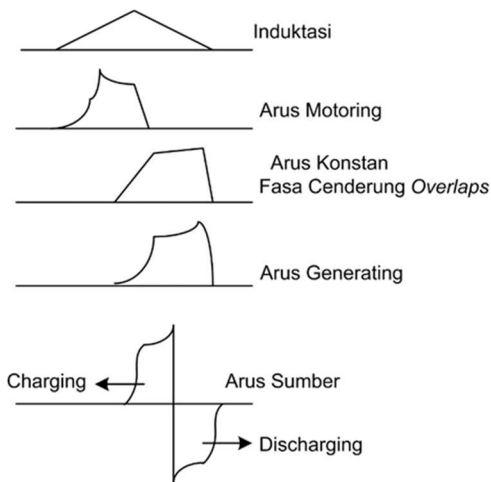 Induktasi
Arus Motoring
Arus Konstan
Fasa Cenderung Overlaps
Arus Generating
Charging
Arus Sumber
Discharging